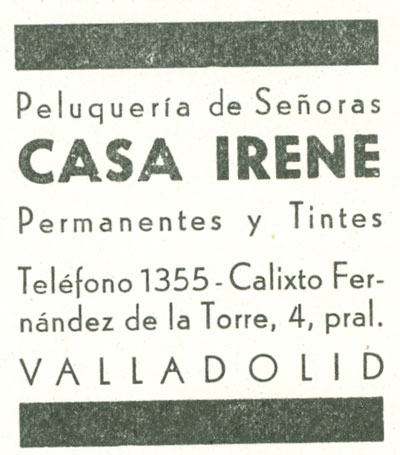 Peluquería de Señoras
CASA IRENE
Permanentes y Tintes
Teléfono 1355 - Calixto Fer-
nández de la Torre, 4, pral.
VALLADOLID